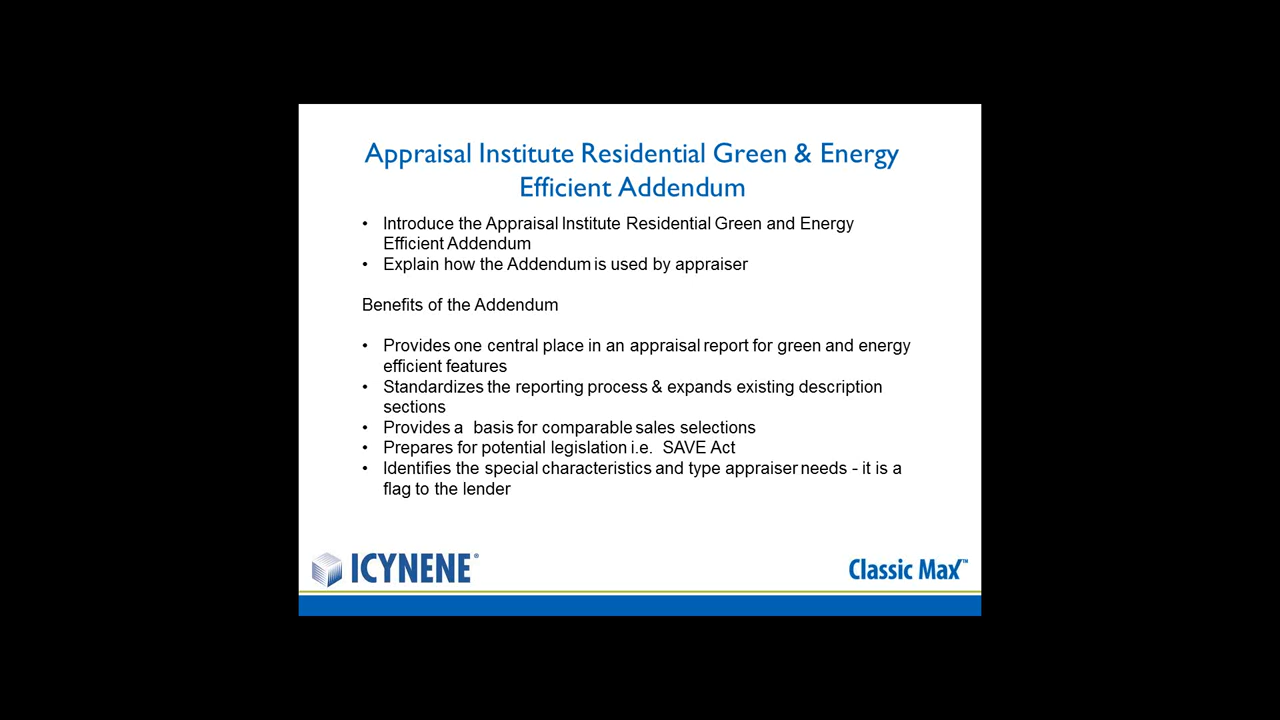 Appraisal Institute Residential Green & Energy
Efficient Addendum
• Introduce the Appraisal Institute Residential Green and Energy
Efficient Addendum
• Explain how the Addendum is used by appraiser
Benefits of the Addendum
• Provides one central place in an appraisal report for green and energy
efficient features
• Standardizes the reporting process & expands existing description
sections
• Provides a  basis for comparable sales selections
• Prepares for potential legislation i.e.  SAVE Act
• Identifies the special characteristics and type appraiser needs - it is a
flag to the lender
ICYNENE®
Classic Max™